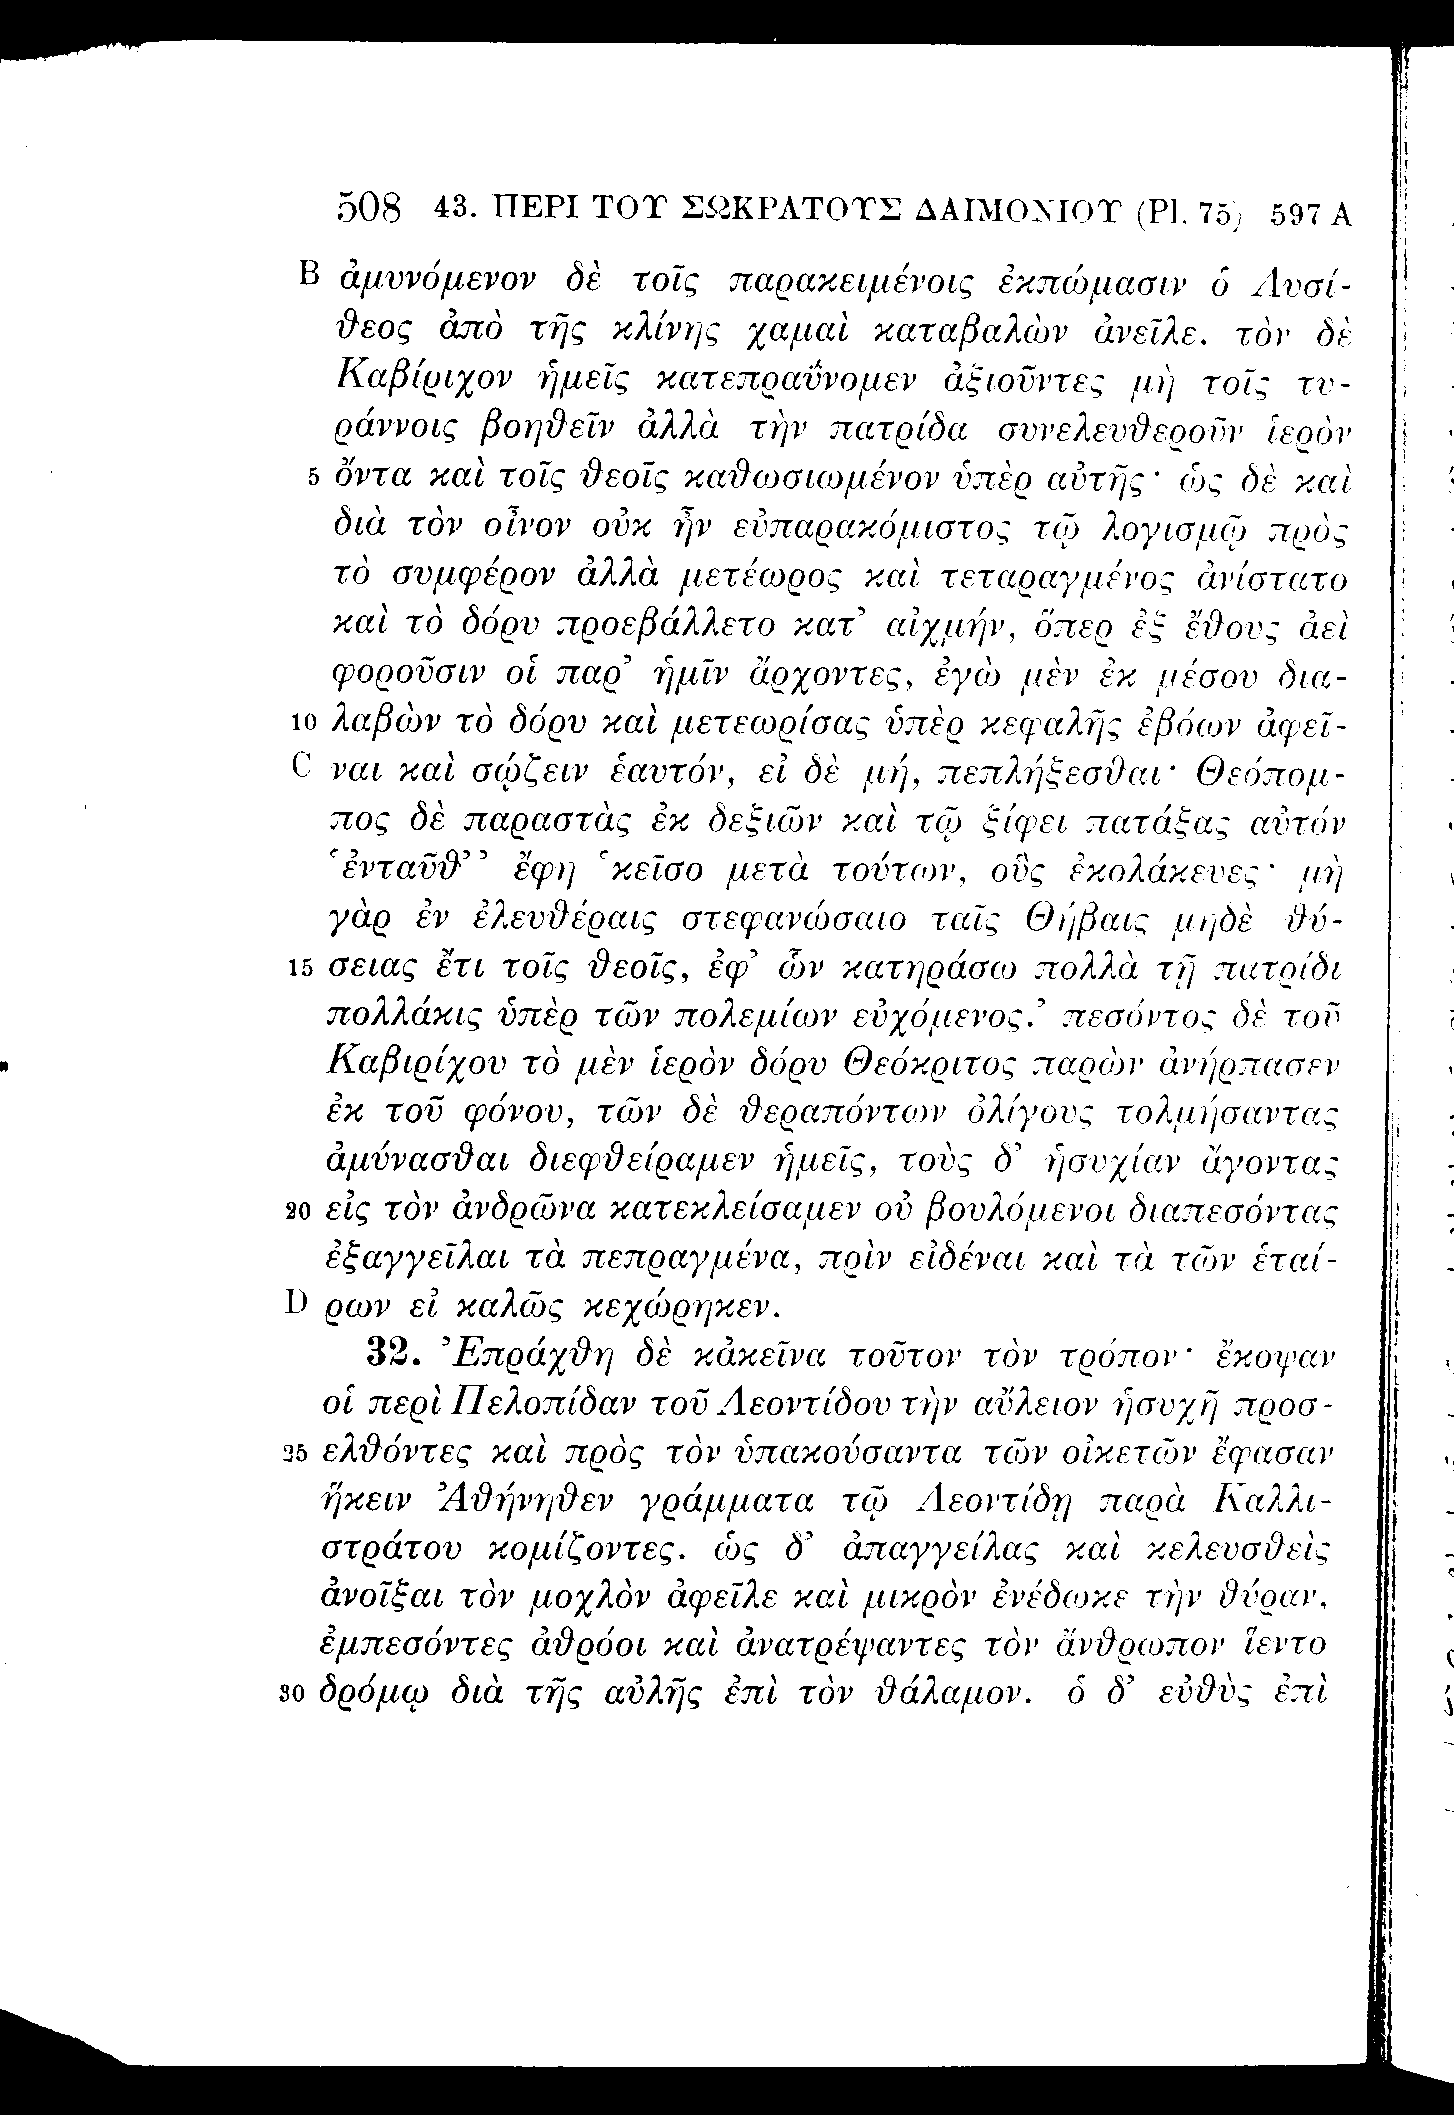 508 43. ΠΕΡΙ ΤΟΥ ΣΩΚΡΑΤΟΥΣ ΔΑΙΜΟΝΙΟΥ (Pl. 75) 597 A
B ἀμυνόμενον δὲ τοῖς παρακειμένοις ἐκπώμασιν ὁ Λυσί-
θεος ἀπὸ τῆς κλίνης χαμαὶ καταβαλὼν ἀνεῖλε. τὸν δὲ
Καβίριχον ἡμεῖς κατεπραΰνομεν ἀξιοῦντες μὴ τοῖς τυ-
ράννοις βοηθεῖν ἀλλὰ τὴν πατρίδα συνελευθεροῦν ἱερὸν
5 ὄντα καὶ τοῖς θεοῖς καθωσιωμένον ὑπὲρ αὐτῆς· ὡς δὲ καὶ
διὰ τὸν οἶνον οὐκ ἦν εὐπαρακόμιστος τῷ λογισμῷ πρὸς
τὸ συμφέρον ἀλλὰ μετέωρος καὶ τεταραγμένος ἀνίστατο
καὶ τὸ δόρυ προεβάλλετο κατ’ αἰχμήν, ὅπερ ἐξ ἔθους ἀεὶ
φοροῦσιν οἱ παρ’ ἡμῖν ἄρχοντες, ἐγὼ μὲν ἐκ μέσου δια-
10 λαβὼν τὸ δόρυ καὶ μετεωρίσας ὑπὲρ κεφαλῆς ἐβόων ἀφεῖ-
C ναι καὶ σῴζειν ἑαυτόν, εἰ δὲ μή, πεπλήξεσθαι· Θεόπομ-
πος δὲ παραστὰς ἐκ δεξιῶν καὶ τῷ ξίφει πατάξας αὐτόν
‘ἐνταῦθ’’ ἔφη ‘κεῖσο μετὰ τούτων, οὓς ἐκολάκευες· μὴ
γὰρ ἐν ἐλευθέραις στεφανώσαιο ταῖς Θήβαις μηδὲ θύ-
15 σειας ἔτι τοῖς θεοῖς, ἐφ’ ὧν κατηράσω πολλὰ τῇ πατρίδι
πολλάκις ὑπὲρ τῶν πολεμίων εὐχόμενος.’ πεσόντος δὲ τοῦ
Καβιρίχου τὸ μὲν ἱερὸν δόρυ Θεόκριτος παρὼν ἀνήρπασεν
ἐκ τοῦ φόνου, τῶν δὲ θεραπόντων ὀλίγους τολμήσαντας
ἀμύνασθαι διεφθείραμεν ἡμεῖς, τοὺς δ’ ἡσυχίαν ἄγοντας
20 εἰς τὸν ἀνδρῶνα κατεκλείσαμεν οὐ βουλόμενοι διαπεσόντας
ἐξαγγεῖλαι τὰ πεπραγμένα, πρὶν εἰδέναι καὶ τὰ τῶν ἑταί-
D ρων εἰ καλῶς κεχώρηκεν.
32. Ἐπράχθη δὲ κἀκεῖνα τοῦτον τὸν τρόπον· ἔκοψαν
οἱ περὶ Πελοπίδαν τοῦ Λεοντίδου τὴν αὔλειον ἡσυχῇ προσ-
25 ελθόντες καὶ πρὸς τὸν ὑπακούσαντα τῶν οἰκετῶν ἔφασαν
ἥκειν Ἀθήνηθεν γράμματα τῷ Λεοντίδῃ παρὰ Καλλι-
στράτου κομίζοντες. ὡς δ’ ἀπαγγείλας καὶ κελευσθεὶς
ἀνοῖξαι τὸν μοχλὸν ἀφεῖλε καὶ μικρὸν ἐνέδωκε τὴν θύραν,
ἐμπεσόντες ἀθρόοι καὶ ἀνατρέψαντες τὸν ἄνθρωπον ἵεντο
30 δρόμῳ διὰ τῆς αὐλῆς ἐπὶ τὸν θάλαμον. ὁ δ’ εὐθὺς ἐπὶ